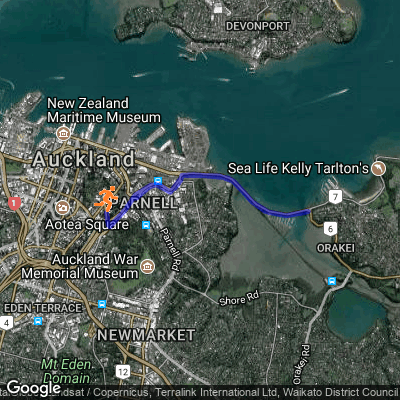 DEVONPORT
New Zealand
Maritime Museum
Auckland
Sea Life Kelly Tarlton's
1
7
PARNELL
Aotea Square
6
ORAKEI
Parnell Rd
Auckland War
Memorial Museum
EDEN TERRACE
Shore Rd
4
NEWMARKET
Orakei Rd
Mt Eden
Domain
12
Google
dsat / Copernicus, Terralink International Ltd, Waikato District Council